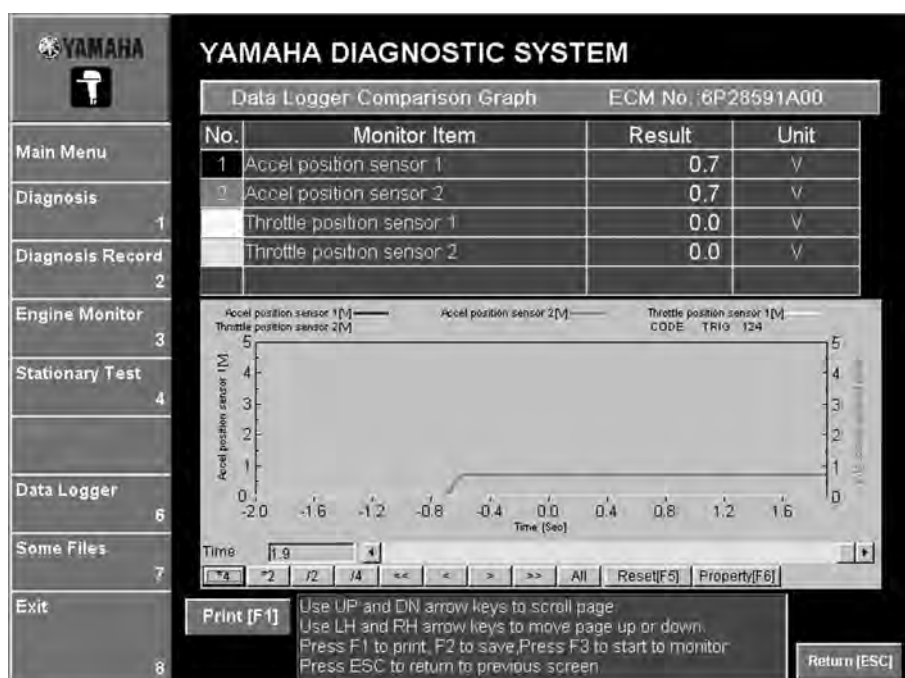 YAMAHA
YAMAHA DIAGNOSTIC SYSTEM
Data Logger Comparison Graph ECM No. :6P28591A00
Main Menu
Diagnosis
1
Diagnosis Record
2
Engine Monitor
3
Stationary Test
4
Data Logger
6
Some Files
7
Exit
8
No. Monitor Item Result Unit
1 Accel position sensor 1 0.7 V
2 Accel position sensor 2 0.7 V
Throttle position sensor 1 0.0 V
Throttle position sensor 2 0.0 V
Accel position sensor 1[V] Accel position sensor 2[V] Throttle position sensor 1[V]
Throttle position sensor 2[V] CODE TRIG 124
Accel position sensor 1[V]
5 5
4 4
3 3
2 2
1 1
0 0
-2.0 -1.6 -1.2 -0.8 -0.4 0.0 0.4 0.8 1.2 1.6
Time [Sec]
Time 1.9
*4 *2 /2 /4 << < > >> All Reset[F5] Property[F6]
Print [F1]
Use UP and DN arrow keys to scroll page
Use LH and RH arrow keys to move page up or down.
Press F1 to print, F2 to save,Press F3 to start to monitor
Press ESC to return to previous screen
Return [ESC]